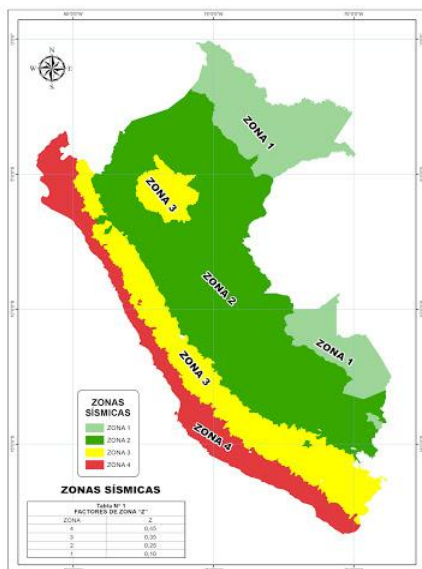 N
W E
S
ZONA 1
ZONA 3
ZONA 2
ZONA 1
ZONA 3
ZONA 4
ZONAS
SÍSMICAS
ZONA 1
ZONA 2
ZONA 3
ZONA 4
ZONAS SÍSMICAS
Tabla N° 1
FACTORES DE ZONA "Z"
ZONA Z
4 0,45
3 0,35
2 0,25
1 0,10